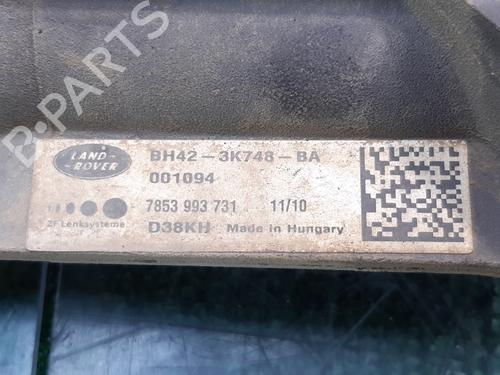 B-PARTS
LAND-
-ROVER
BH42-3K748-BA
001094
7853 993 731 11/10
ZF Lenksysteme
D38KH Made in Hungary